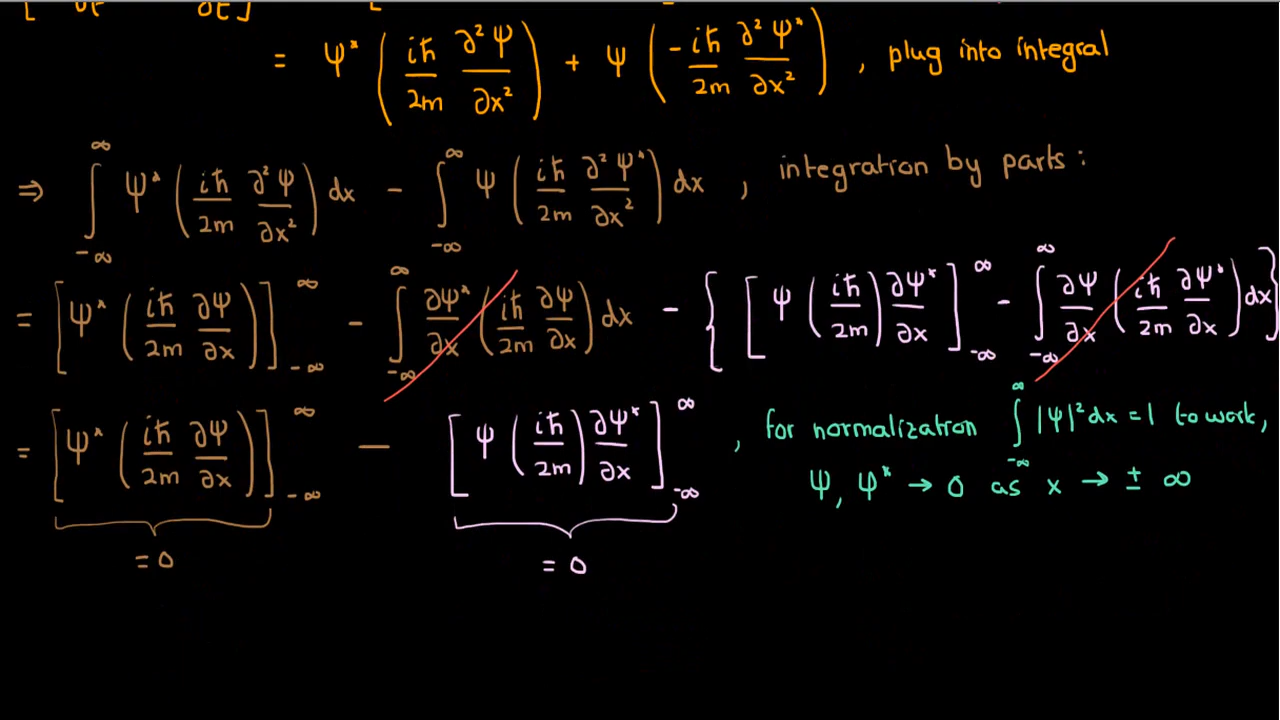 [ ∂t ∂t ] [
= Ψ* (iħ/2m ∂²Ψ/∂x²) + Ψ (-iħ/2m ∂²Ψ*/∂x²) , plug into integral
⇒ ∫_{-∞}^{∞} Ψ* (iħ/2m ∂²Ψ/∂x²) dx - ∫_{-∞}^{∞} Ψ (iħ/2m ∂²Ψ*/∂x²) dx , integration by parts:
= [Ψ* (iħ/2m ∂Ψ/∂x)]_{-∞}^{∞} - ∫_{-∞}^{∞} ∂Ψ*/∂x (iħ/2m ∂Ψ/∂x) dx - { [Ψ (iħ/2m) ∂Ψ*/∂x]_{-∞}^{∞} - ∫_{-∞}^{∞} ∂Ψ/∂x (iħ/2m ∂Ψ*/∂x) dx }
= [Ψ* (iħ/2m ∂Ψ/∂x)]_{-∞}^{∞} — [Ψ (iħ/2m) ∂Ψ*/∂x]_{-∞}^{∞} , for normalization ∫_{-∞}^{∞} |Ψ|² dx = 1 to work,
Ψ, Ψ* → 0 as x → ± ∞
= 0 = 0